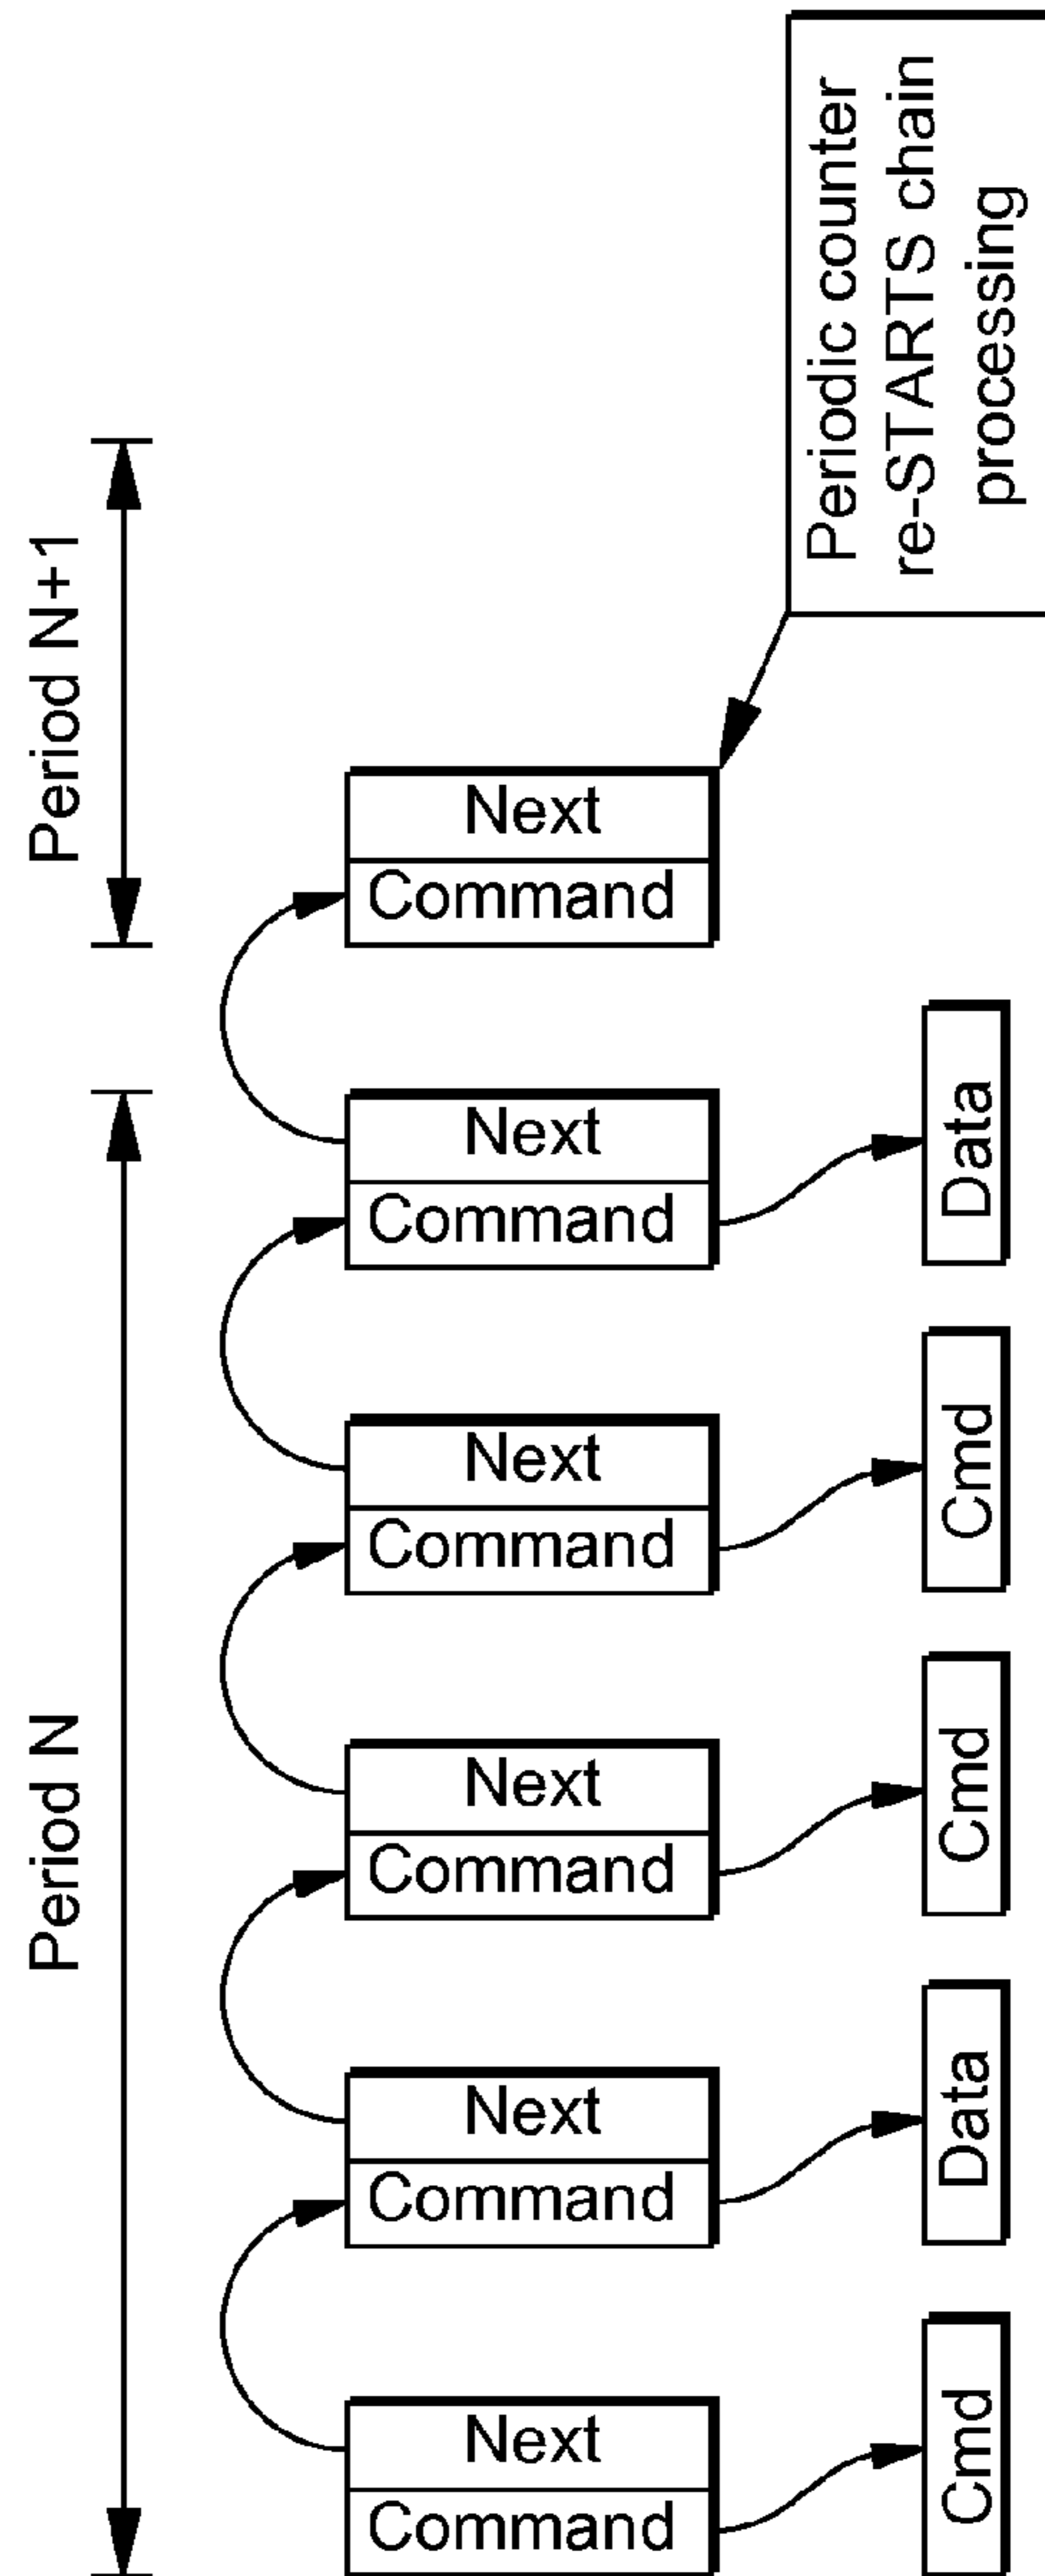 Period N
Period N+1
Command
Next
Command
Next
Command
Next
Command
Next
Command
Next
Command
Next
Cmd
Data
Cmd
Cmd
Data
Periodic counter
re-STARTS chain
processing